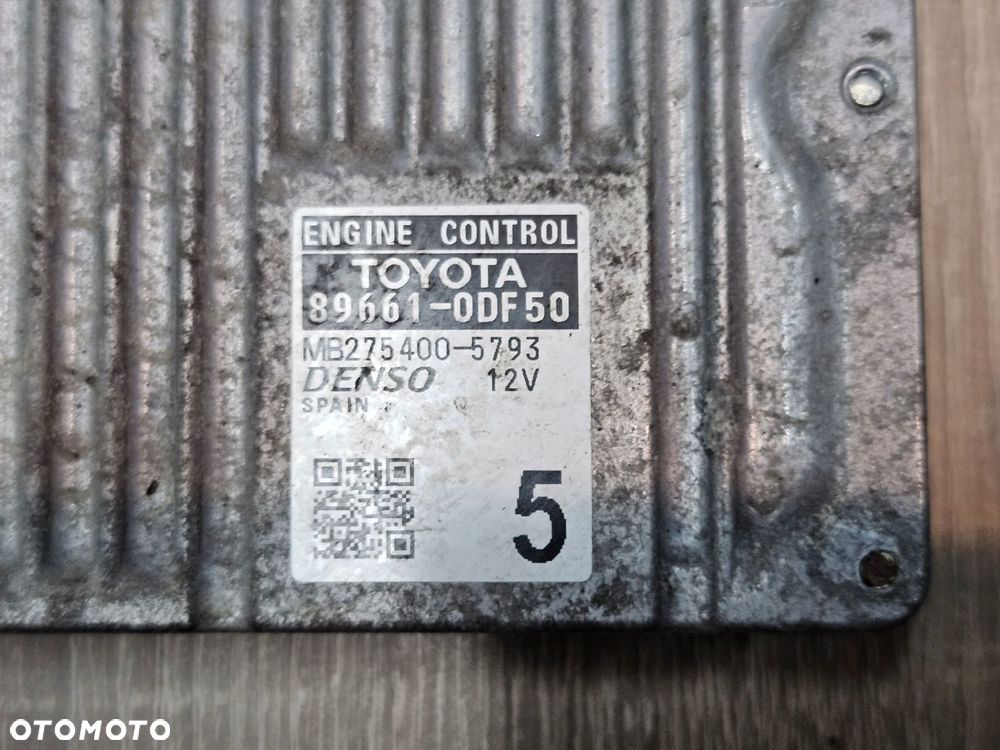 ENGINE CONTROL
TOYOTA
89661-0DF50
MB275400-5793
DENSO 12V
SPAIN
5
OTOMOTO